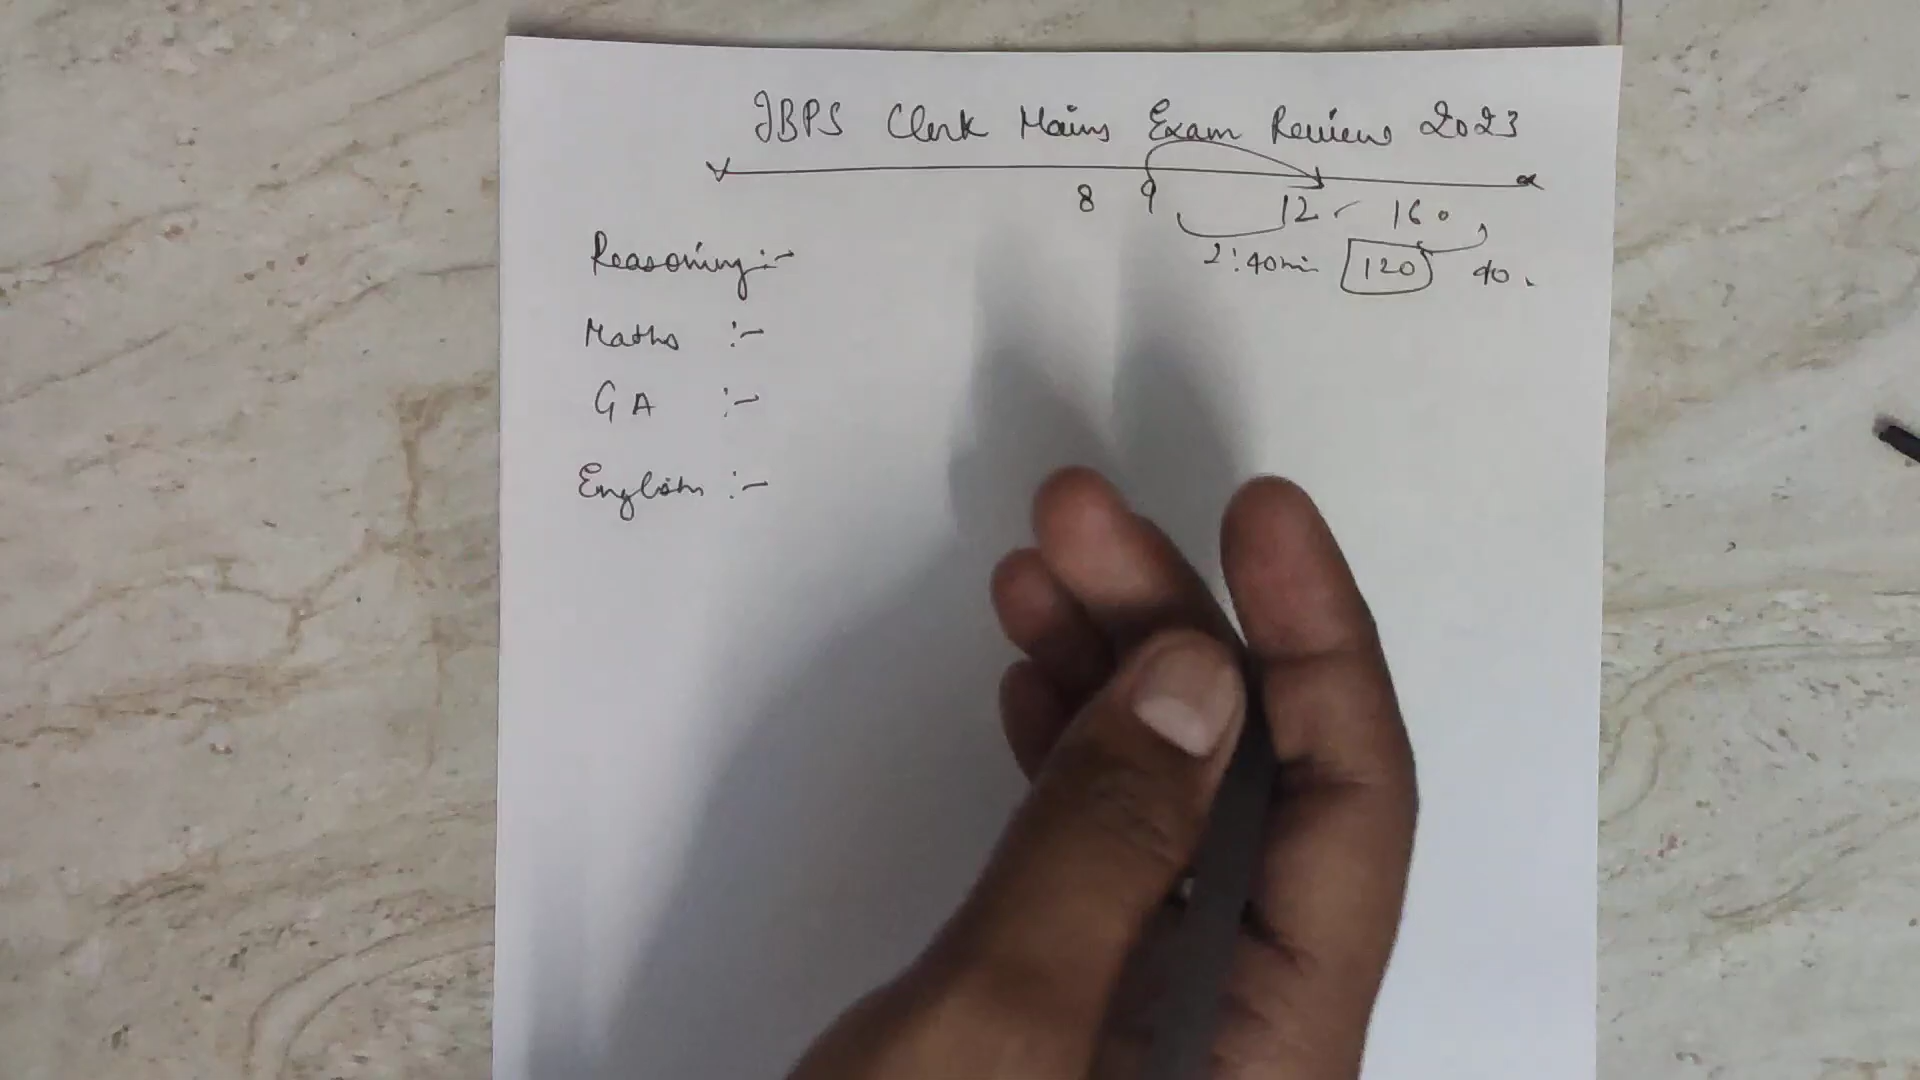 IBPS Clerk Mains Exam Review 2023
8 9 12 160
Reasoning :- 2:40min 120 40.
Maths :-
GA :-
English :-